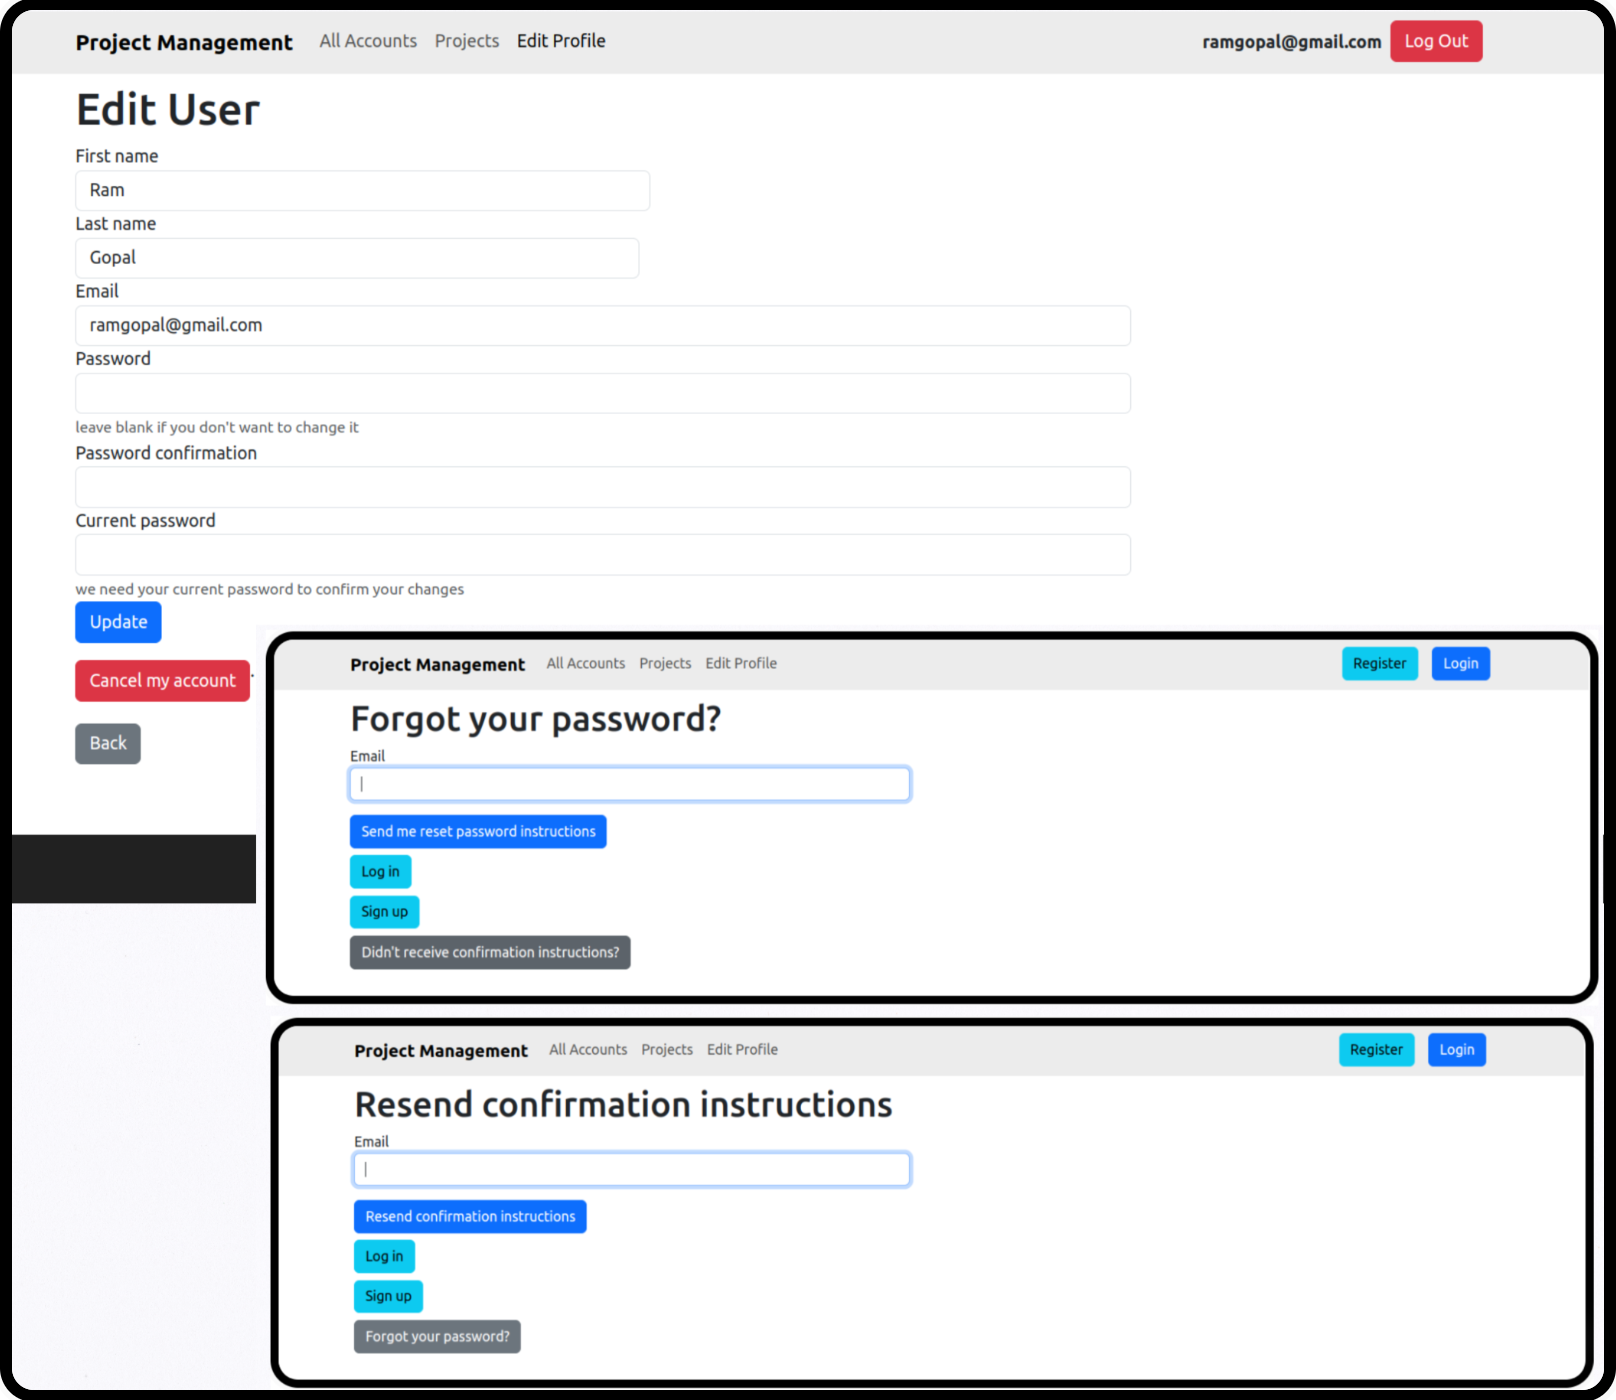 Project Management All Accounts Projects Edit Profile ramgopal@gmail.com Log Out
Edit User
First name
Ram
Last name
Gopal
Email
ramgopal@gmail.com
Password
leave blank if you don't want to change it
Password confirmation
Current password
we need your current password to confirm your changes
Update
Cancel my account
Back
Project Management All Accounts Projects Edit Profile Register Login
Forgot your password?
Email
Send me reset password instructions
Log in
Sign up
Didn't receive confirmation instructions?
Project Management All Accounts Projects Edit Profile Register Login
Resend confirmation instructions
Email
Resend confirmation instructions
Log in
Sign up
Forgot your password?